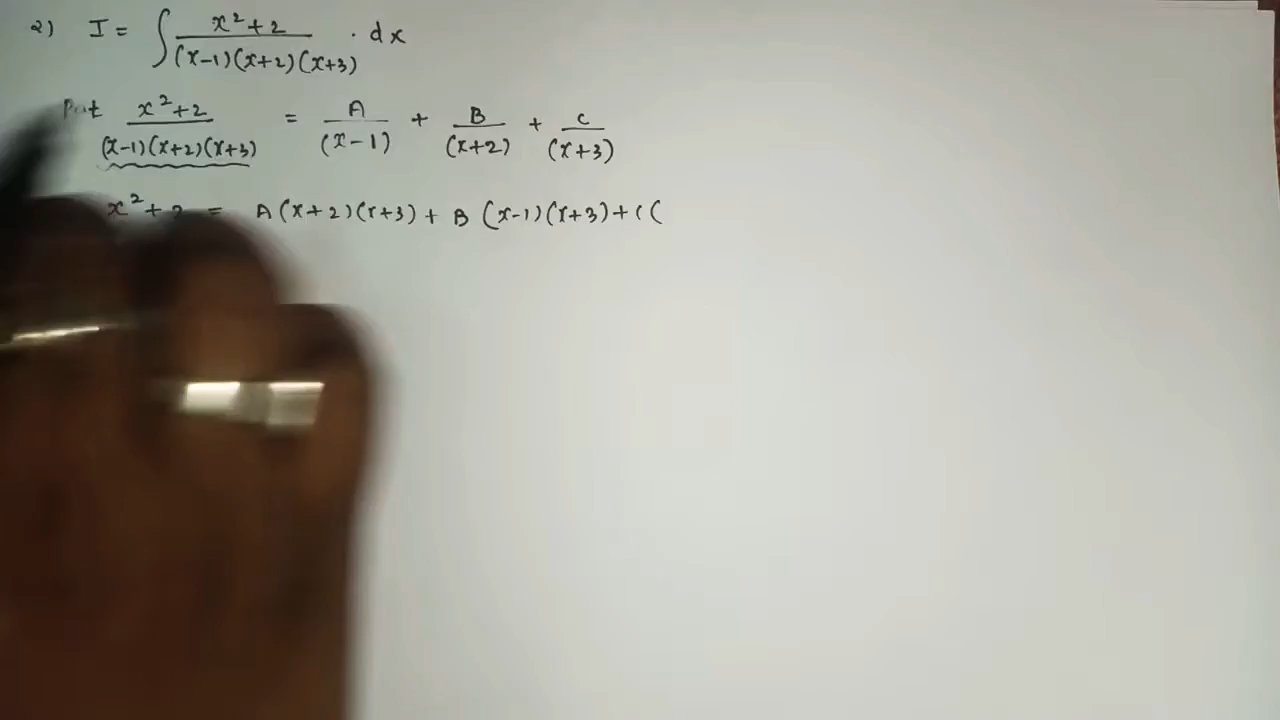 2) I = ∫ x²+2 / (x-1)(x+2)(x+3) . dx
Put x²+2 / (x-1)(x+2)(x+3) = A / (x-1) + B / (x+2) + C / (x+3)
x²+2 = A(x+2)(x+3) + B (x-1)(x+3) + C (